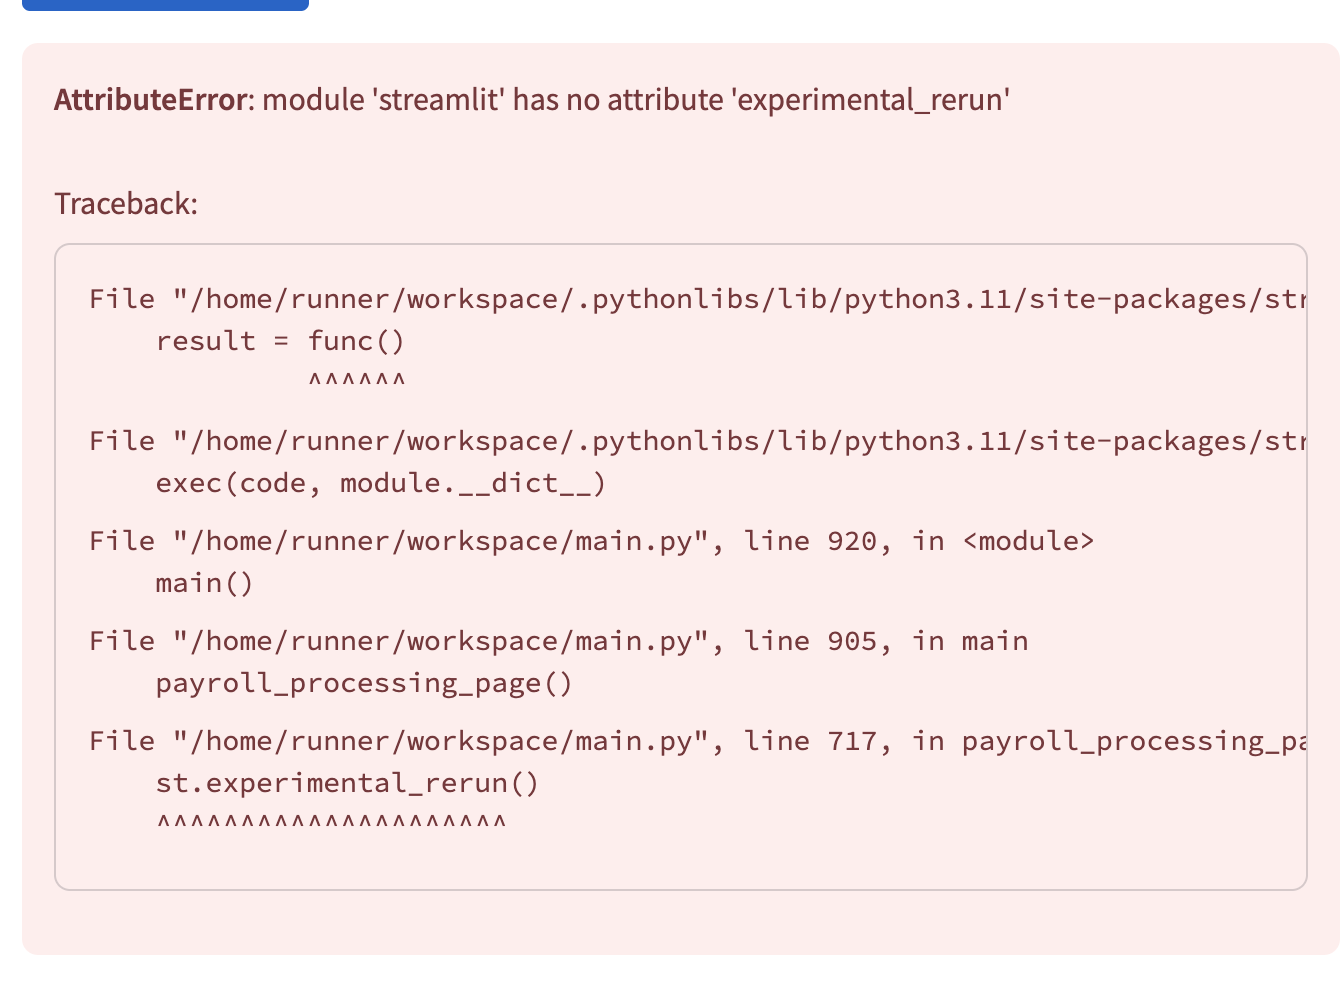 AttributeError: module 'streamlit' has no attribute 'experimental_rerun'
Traceback:
File "/home/runner/workspace/.pythonlibs/lib/python3.11/site-packages/str
result = func()
^^^^^^
File "/home/runner/workspace/.pythonlibs/lib/python3.11/site-packages/str
exec(code, module.__dict__)
File "/home/runner/workspace/main.py", line 920, in <module>
main()
File "/home/runner/workspace/main.py", line 905, in main
payroll_processing_page()
File "/home/runner/workspace/main.py", line 717, in payroll_processing_pa
st.experimental_rerun()
^^^^^^^^^^^^^^^^^^^^^